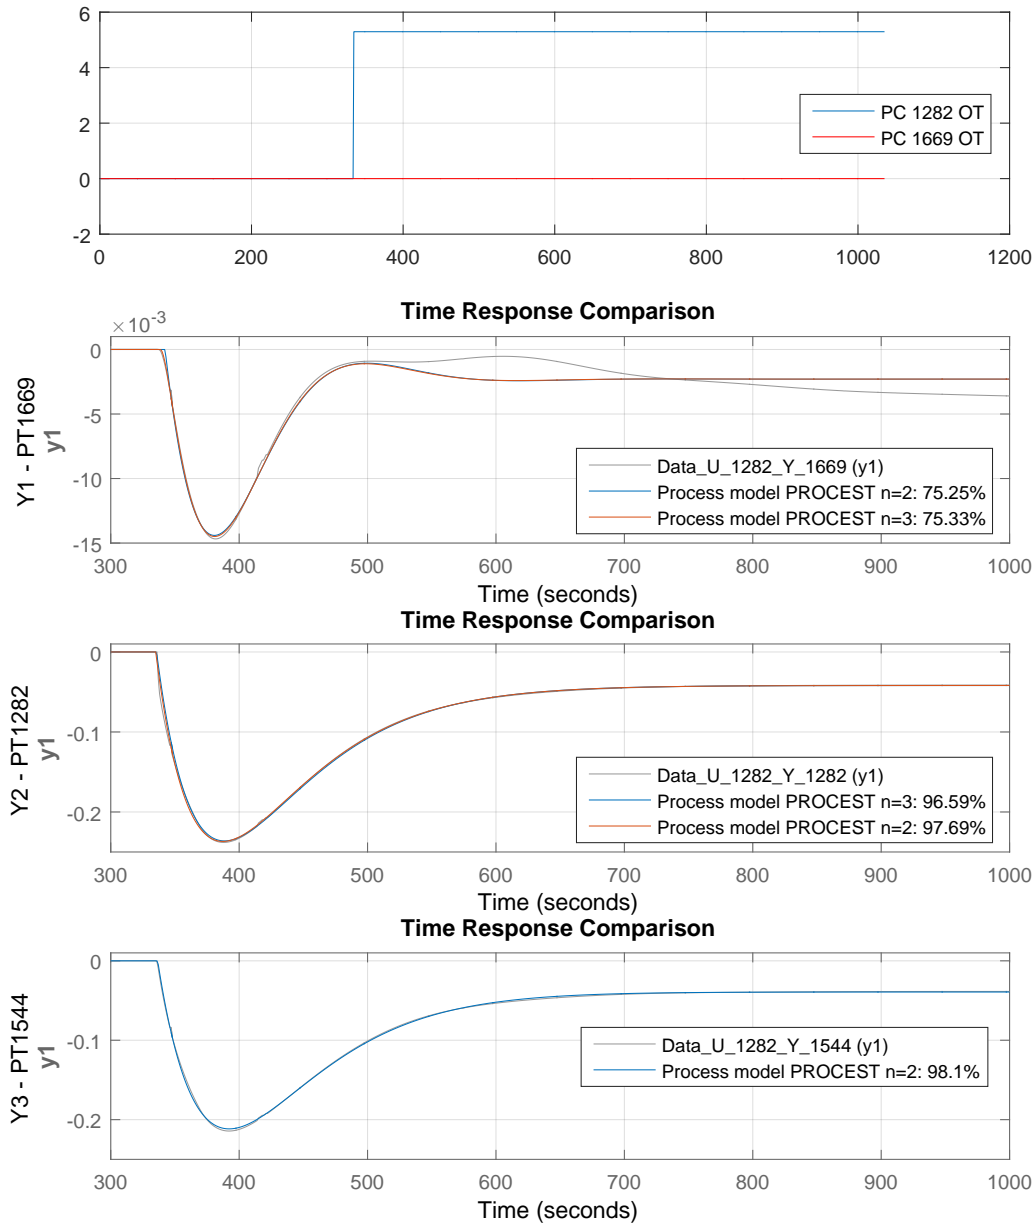 6
4
2
0
-2
PC 1282 OT
PC 1669 OT
0 200 400 600 800 1000 1200
Time Response Comparison
×10-3
0
-5
-10
-15
Y1 - PT1669
y1
Data_U_1282_Y_1669 (y1)
Process model PROCEST n=2: 75.25%
Process model PROCEST n=3: 75.33%
300 400 500 600 700 800 900 1000
Time (seconds)
Time Response Comparison
0
-0.1
-0.2
Y2 - PT1282
y1
Data_U_1282_Y_1282 (y1)
Process model PROCEST n=3: 96.59%
Process model PROCEST n=2: 97.69%
300 400 500 600 700 800 900 1000
Time (seconds)
Time Response Comparison
0
-0.1
-0.2
Y3 - PT1544
y1
Data_U_1282_Y_1544 (y1)
Process model PROCEST n=2: 98.1%
300 400 500 600 700 800 900 1000
Time (seconds)